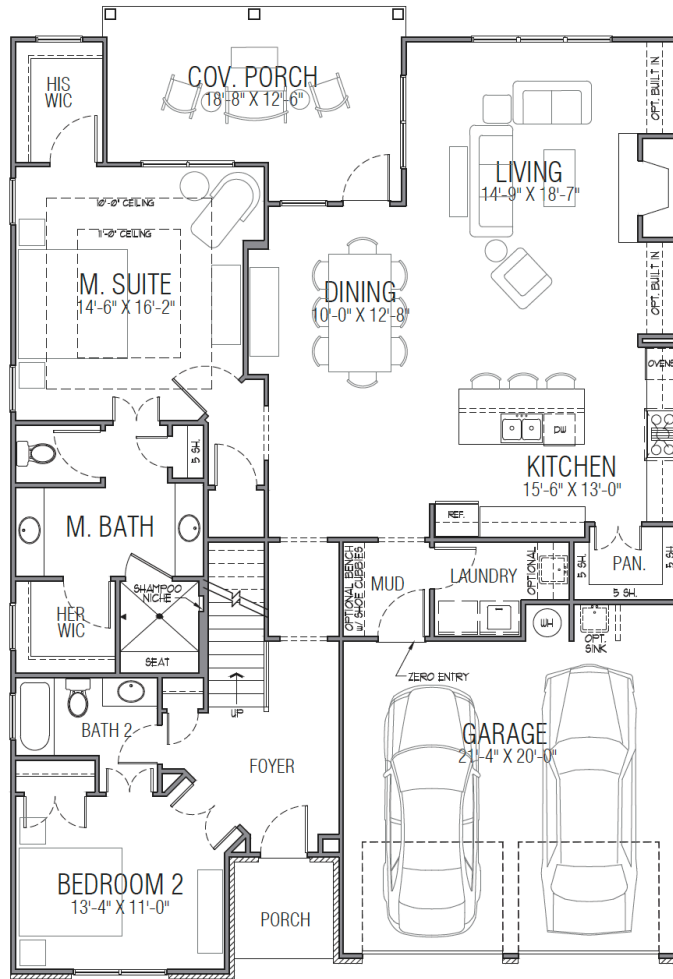 COV. PORCH
18'-8" X 12'-6"
HIS
WIC
OPT. BUILT IN
LIVING
14'-9" X 18'-7"
10'-0" CEILING
11'-0" CEILING
M. SUITE
14'-6" X 16'-2"
DINING
10'-0" X 12'-8"
OPT. BUILT IN
OVENS
DW
KITCHEN
15'-6" X 13'-0"
5 SH.
REF.
M. BATH
OPTIONAL BENCH
W/ SHOE CUBBIES
MUD
LAUNDRY
OPTIONAL
5 SH.
PAN.
5 SH.
5 SH.
SHAMPOO
NICHE
HER
WIC
SEAT
WH
OPT.
SINK
ZERO ENTRY
UP
BATH 2
FOYER
GARAGE
21'-4" X 20'-0"
BEDROOM 2
13'-4" X 11'-0"
PORCH